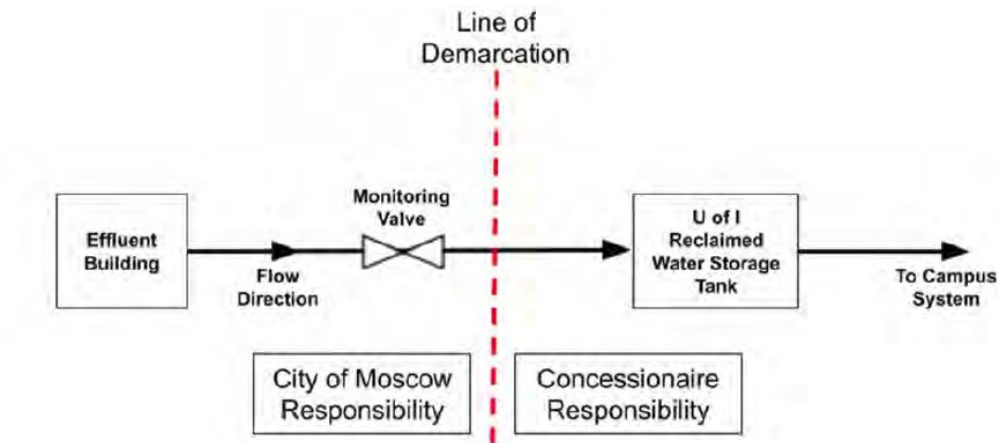 Line of
Demarcation
Monitoring
Valve
Effluent
Building
Flow
Direction
U of I
Reclaimed
Water Storage
Tank
To Campus
System
City of Moscow
Responsibility
Concessionaire
Responsibility